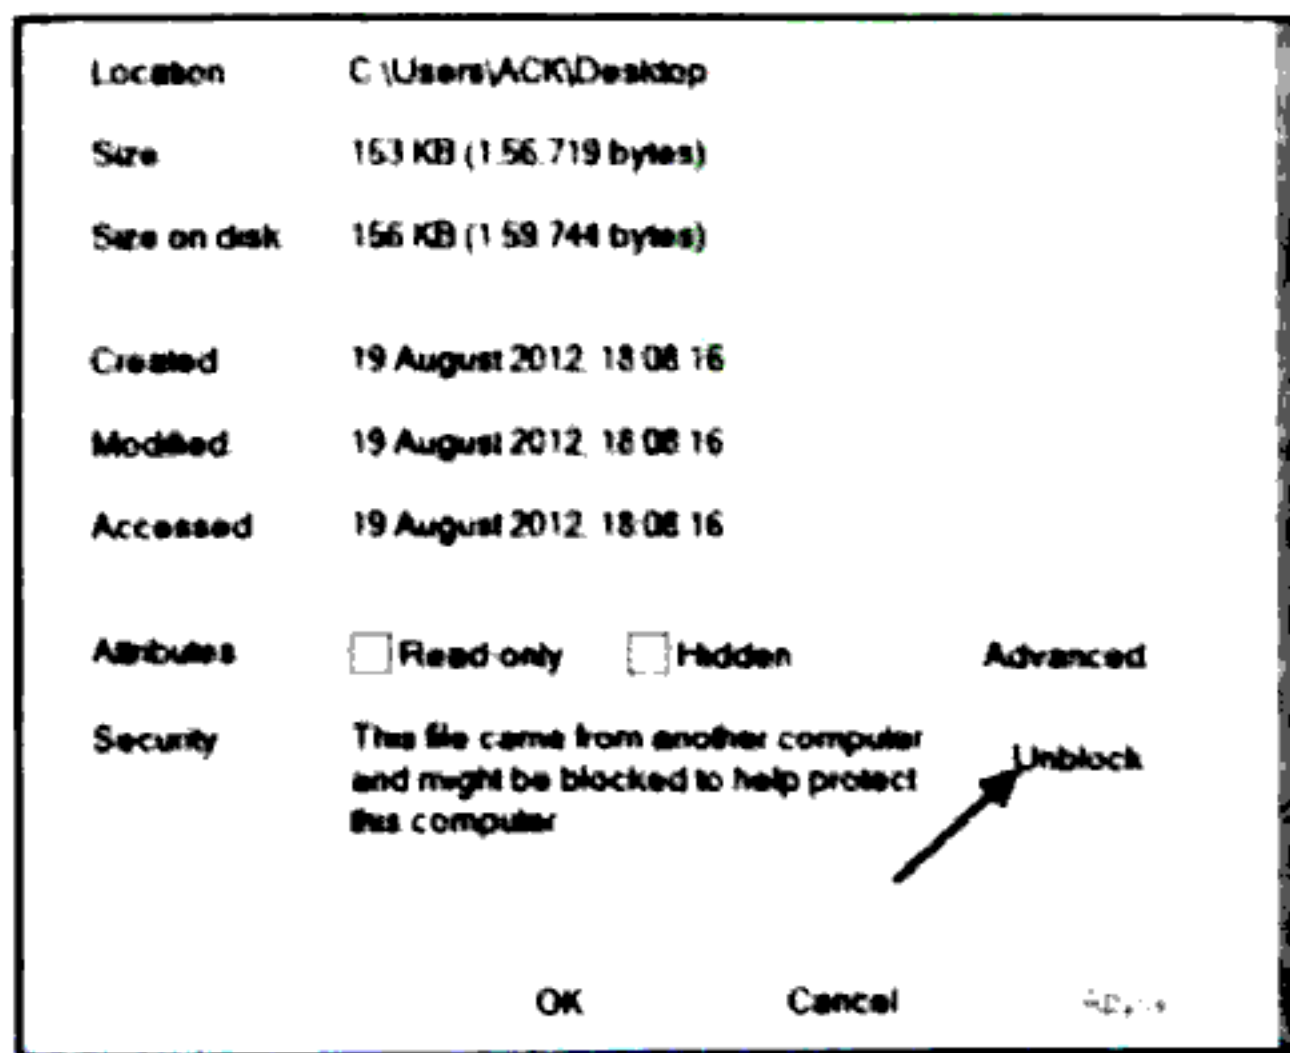 Location C:\Users\ACK\Desktop
Size 153 KB (1,56,719 bytes)
Size on disk 156 KB (1,59,744 bytes)
Created 19 August 2012, 18:08:16
Modified 19 August 2012, 18:08:16
Accessed 19 August 2012, 18:08:16
Attributes Read-only Hidden Advanced
Security This file came from another computer Unblock
and might be blocked to help protect
this computer
OK Cancel